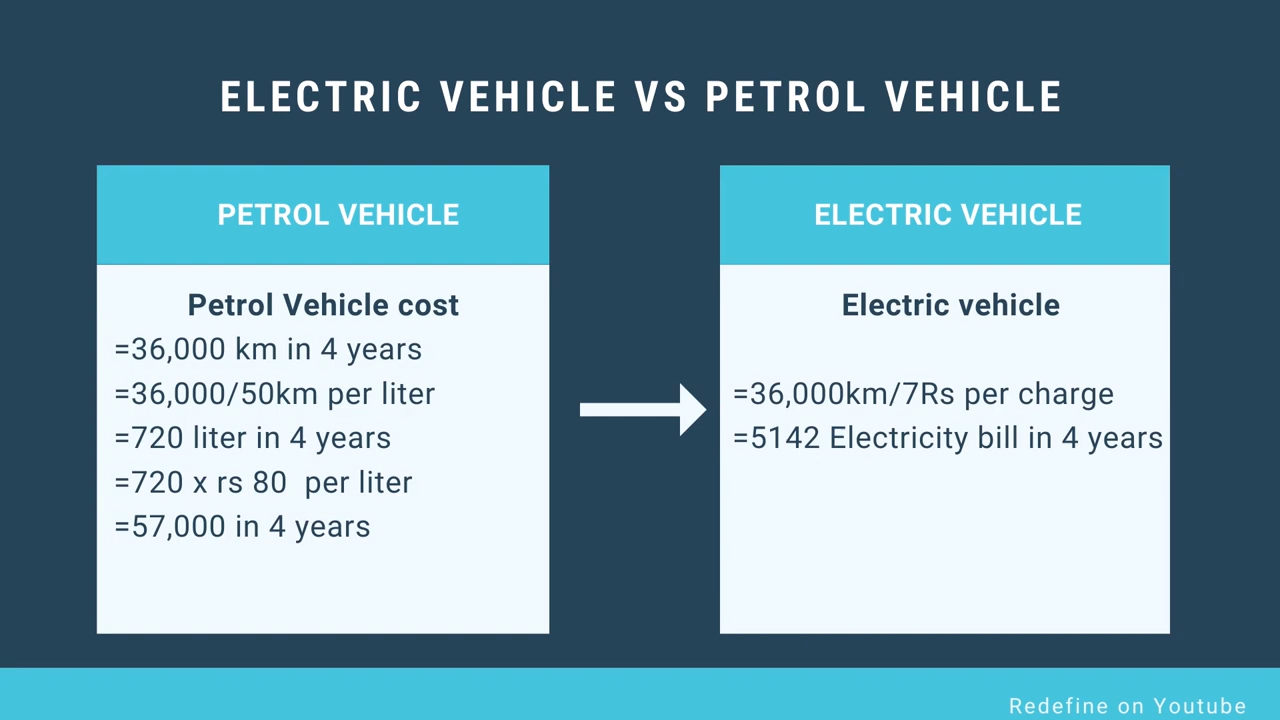 ELECTRIC VEHICLE VS PETROL VEHICLE
PETROL VEHICLE
Petrol Vehicle cost
=36,000 km in 4 years
=36,000/50km per liter
=720 liter in 4 years
=720 x rs 80 per liter
=57,000 in 4 years
ELECTRIC VEHICLE
Electric vehicle
=36,000km/7Rs per charge
=5142 Electricity bill in 4 years
Redefine on Youtube